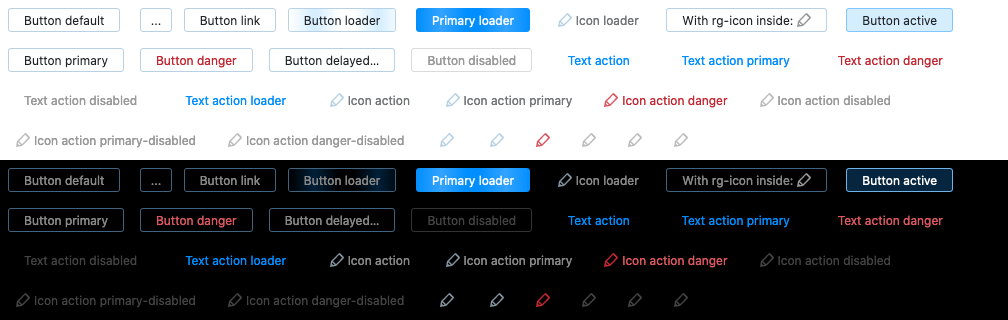 Button default ... Button link Button loader Primary loader Icon loader With rg-icon inside: Button active
Button primary Button danger Button delayed... Button disabled Text action Text action primary Text action danger
Text action disabled Text action loader Icon action Icon action primary Icon action danger Icon action disabled
Icon action primary-disabled Icon action danger-disabled
Button default ... Button link Button loader Primary loader Icon loader With rg-icon inside: Button active
Button primary Button danger Button delayed... Button disabled Text action Text action primary Text action danger
Text action disabled Text action loader Icon action Icon action primary Icon action danger Icon action disabled
Icon action primary-disabled Icon action danger-disabled